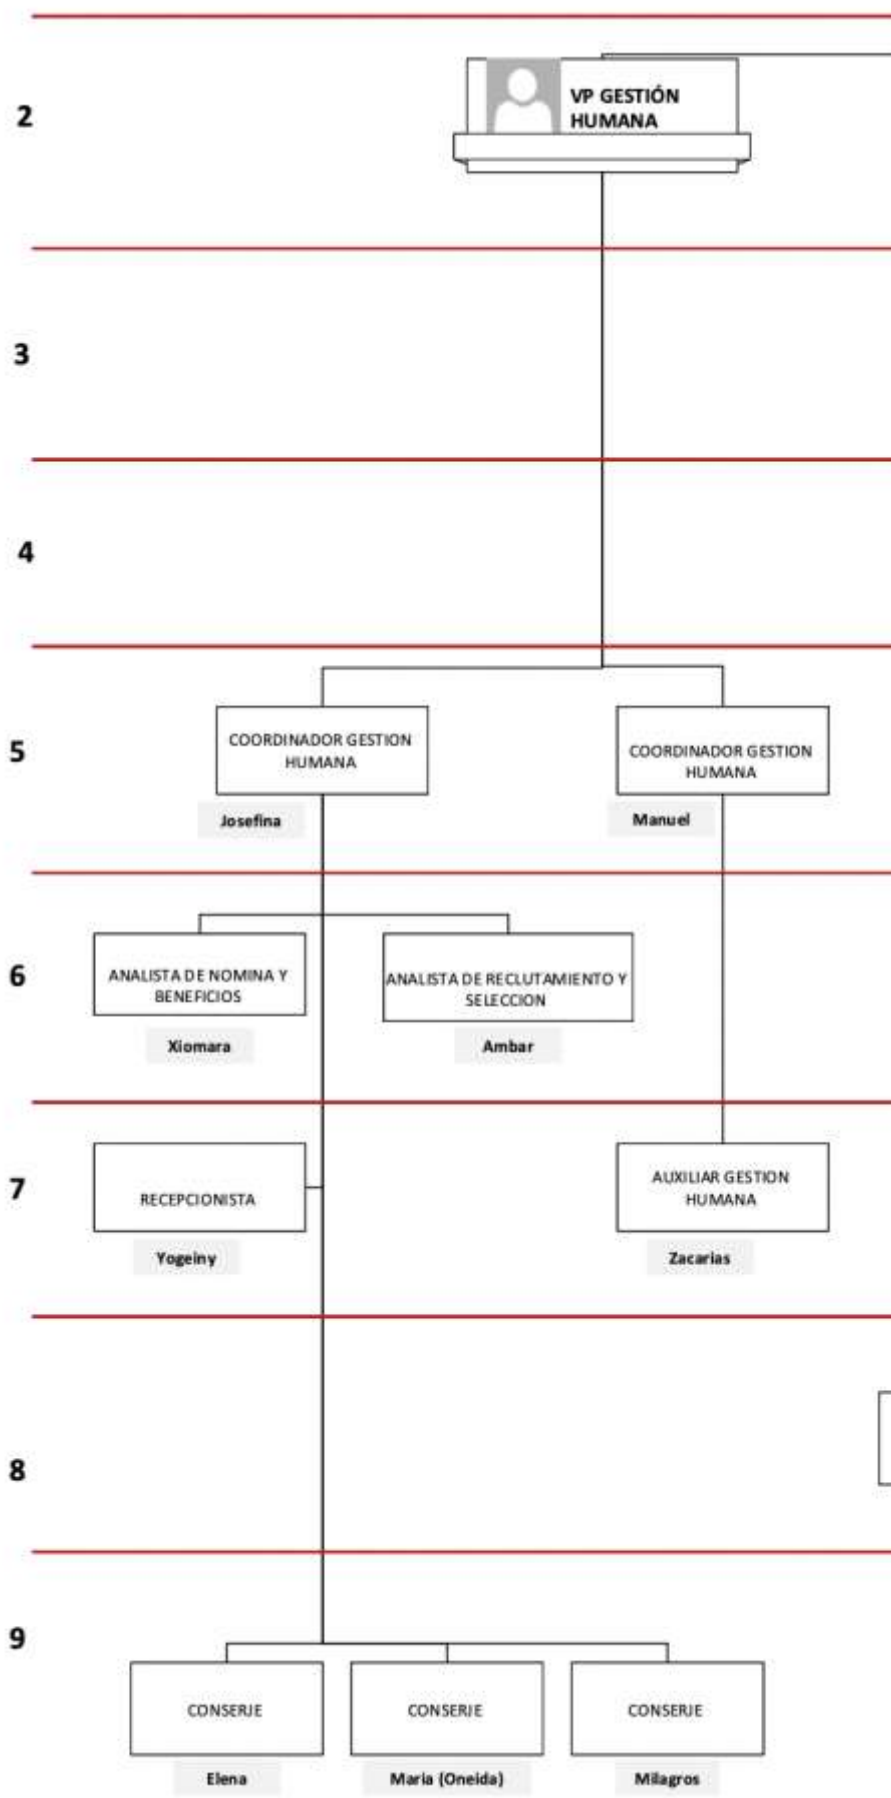 2
VP GESTIÓN
HUMANA
3
4
5
COORDINADOR GESTION
HUMANA
Josefina
COORDINADOR GESTION
HUMANA
Manuel
6
ANALISTA DE NOMINA Y
BENEFICIOS
Xiomara
ANALISTA DE RECLUTAMIENTO Y
SELECCION
Ambar
7
RECEPCIONISTA
Yogeiny
AUXILIAR GESTION
HUMANA
Zacarias
8
9
CONSERJE
Elena
CONSERJE
Maria (Oneida)
CONSERJE
Milagros